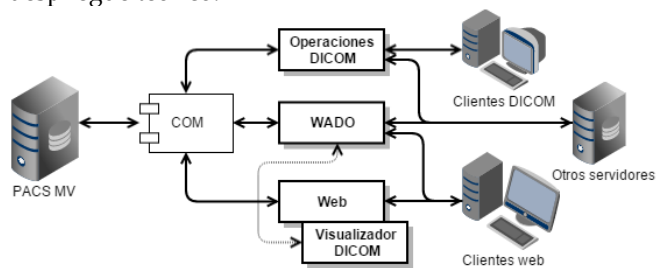 Operaciones
DICOM
Clientes DICOM
COM
WADO
PACS MV
Otros servidores
Web
Visualizador
DICOM
Clientes web